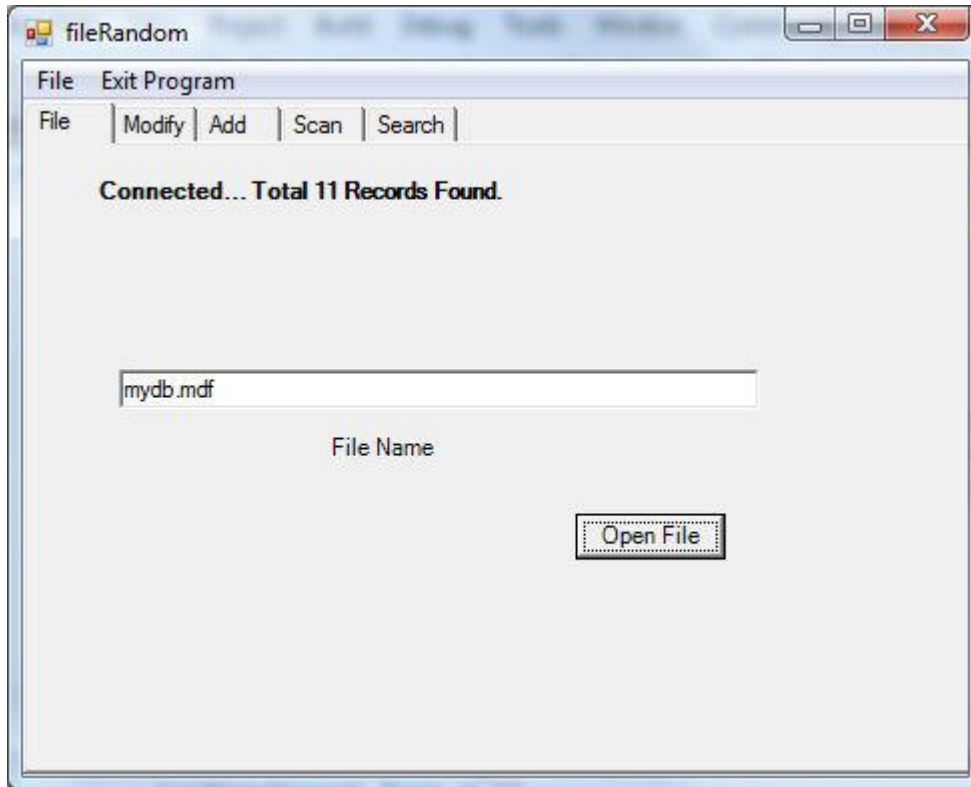 fileRandom
File Exit Program
File Modify Add Scan Search
Connected... Total 11 Records Found.
mydb.mdf
File Name
Open File